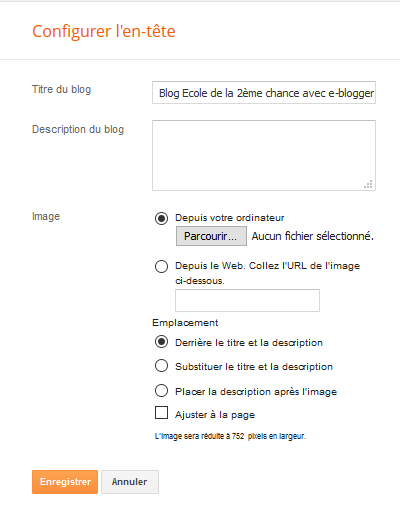 Configurer l'en-tête
Titre du blog
Blog Ecole de la 2ème chance avec e-blogger
Description du blog
Image
Depuis votre ordinateur
Parcourir... Aucun fichier sélectionné.
Depuis le Web. Collez l'URL de l'image
ci-dessous.
Emplacement
Derrière le titre et la description
Substituer le titre et la description
Placer la description après l'image
Ajuster à la page
L'image sera réduite à 752 pixels en largeur.
Enregistrer Annuler